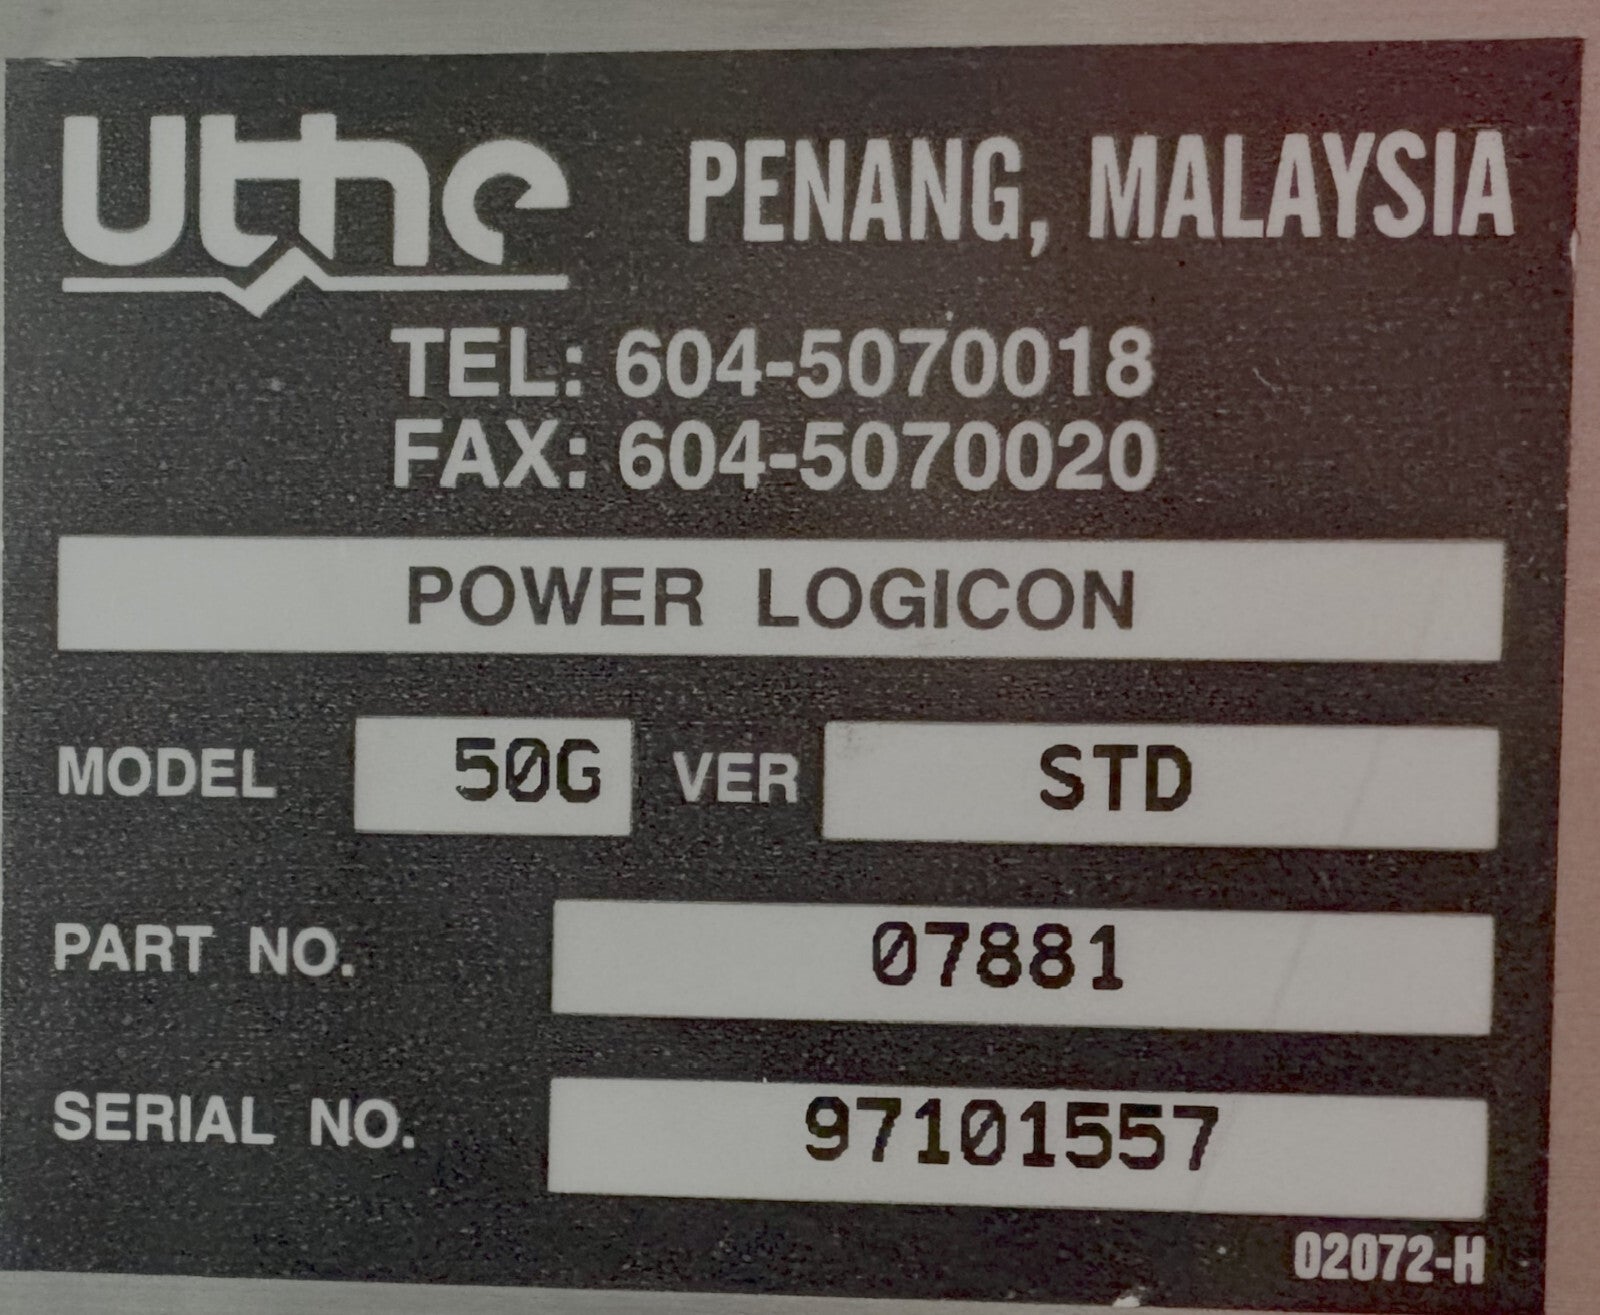 uthe PENANG, MALAYSIA
TEL: 604-5070018
FAX: 604-5070020
POWER LOGICON
MODEL 50G VER STD
PART NO. 07881
SERIAL NO. 97101557
02072-H